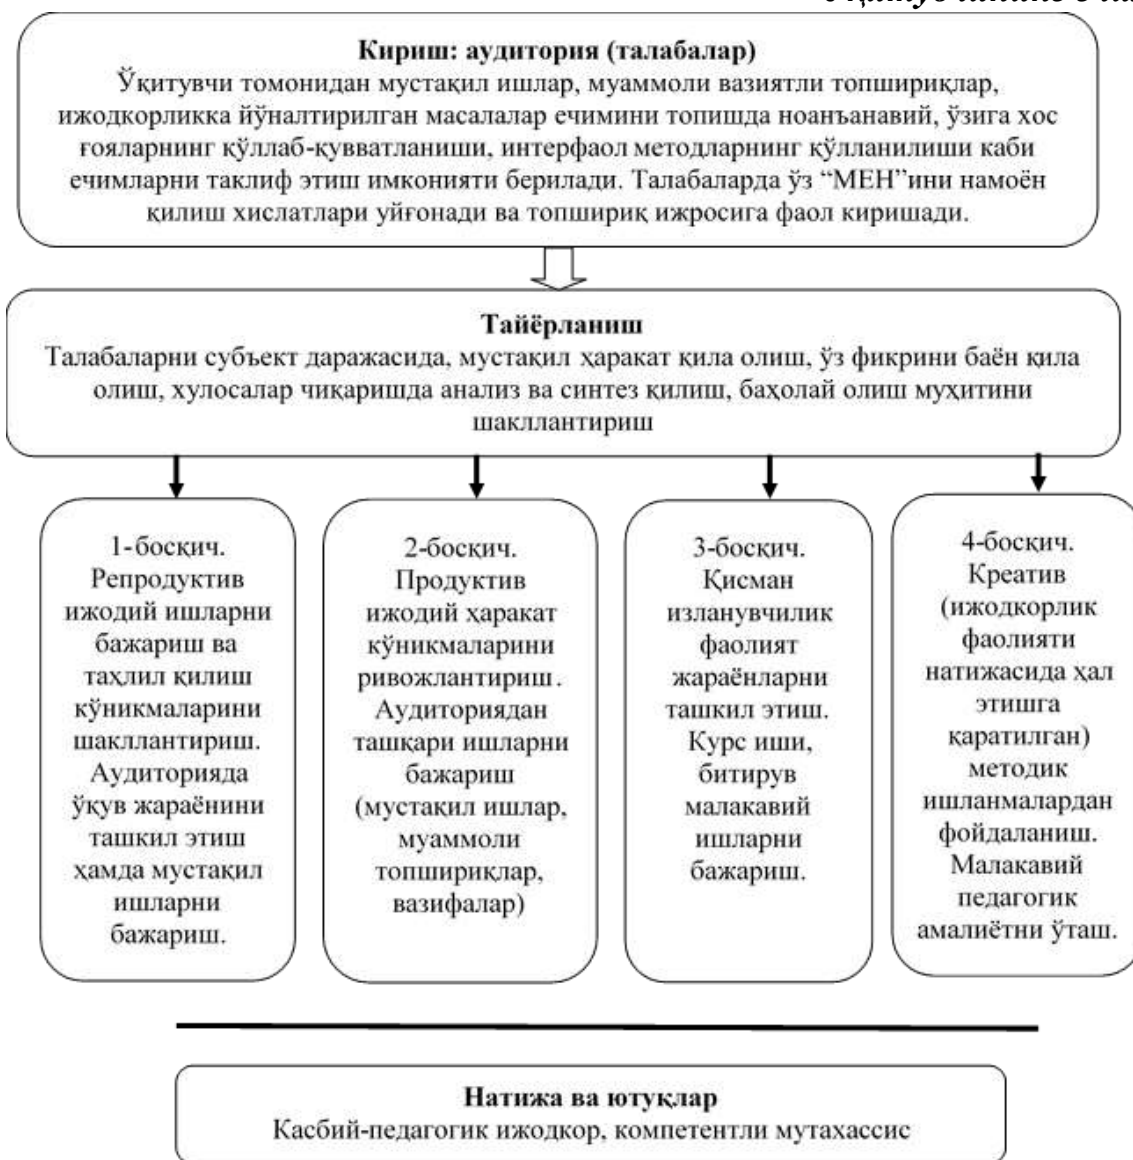 Кириш: аудитория (талабалар)
Ўқитувчи томонидан мустақил ишлар, муаммоли вазиятли топшириқлар,
ижодкорликка йўналтирилган масалалар ечимини топишда ноанъанавий, ўзига хос
ғояларнинг қўллаб-қувватланиши, интерфаол методларнинг қўлланилиши каби
ечимларни таклиф этиш имконияти берилади. Талабаларда ўз “МЕН”ини намоён
қилиш хислатлари уйғонади ва топшириқ ижросига фаол киришади.
Тайёрланиш
Талабаларни субъект даражасида, мустақил ҳаракат қила олиш, ўз фикрини баён қила
олиш, хулосалар чиқаришда анализ ва синтез қилиш, баҳолай олиш муҳитини
шакллантириш
1-босқич.
Репродуктив
ижодий ишларни
бажариш ва
таҳлил қилиш
кўникмаларини
шакллантириш.
Аудиторияда
ўқув жараёнини
ташкил этиш
ҳамда мустақил
ишларни
бажариш.
2-босқич.
Продуктив
ижодий ҳаракат
кўникмаларини
ривожлантириш.
Аудиториядан
ташқари ишларни
бажариш
(мустақил ишлар,
муаммоли
топшириқлар,
вазифалар)
3-босқич.
Қисман
изланувчилик
фаолият
жараёнларни
ташкил этиш.
Курс иши,
битирув
малакавий
ишларни
бажариш.
4-босқич.
Креатив
(ижодкорлик
фаолияти
натижасида ҳал
этишга
қаратилган)
методик
ишланмалардан
фойдаланиш.
Малакавий
педагогик
амалиётни ўташ.
Натижа ва ютуқлар
Касбий-педагогик ижодкор, компетентли мутахассис